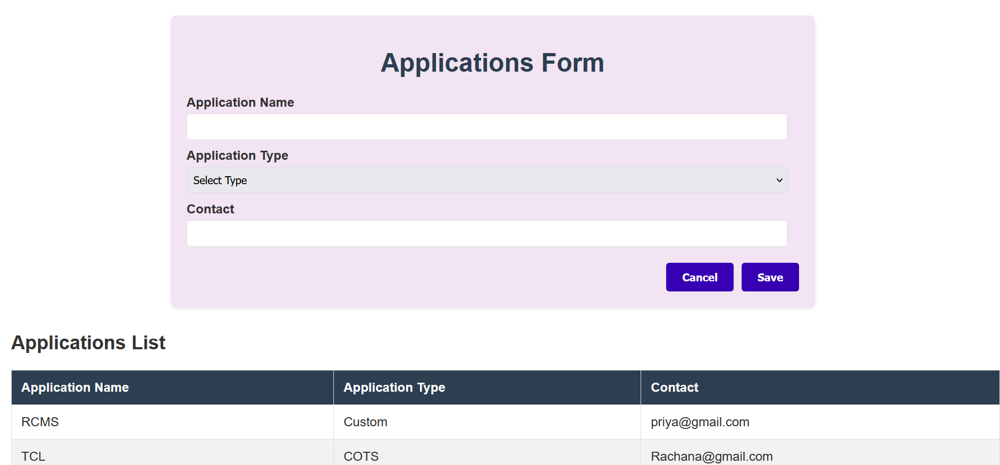 Applications Form
Application Name
Application Type
Select Type
Contact
Cancel Save
Applications List
Application Name Application Type Contact
RCMS Custom priya@gmail.com
TCL COTS Rachana@gmail.com